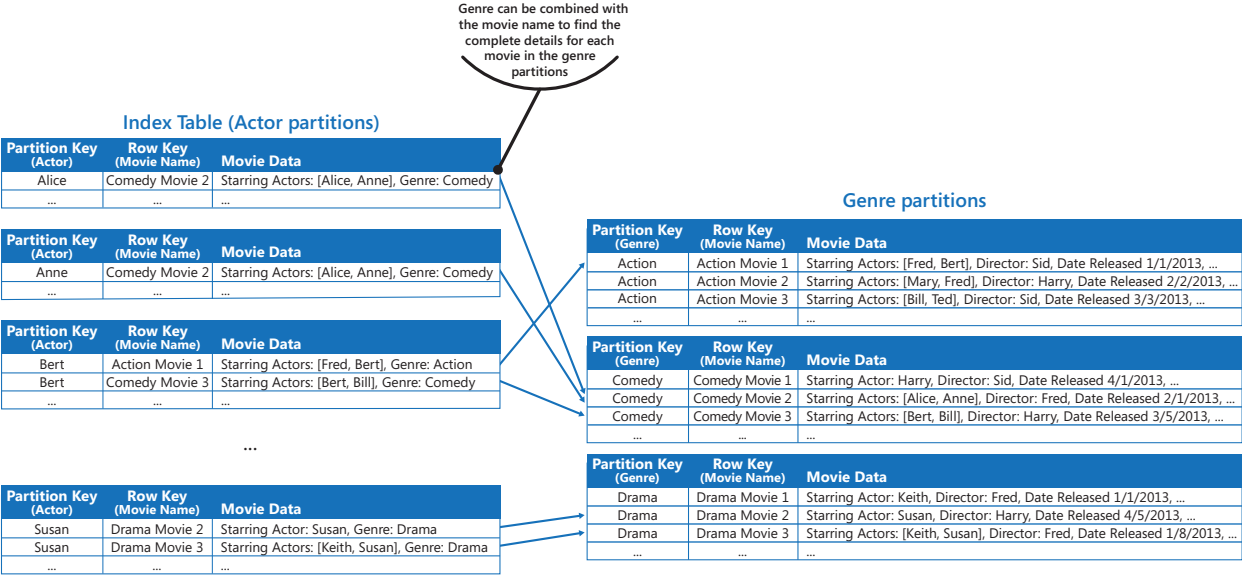 Genre can be combined with
the movie name to find the
complete details for each
movie in the genre
partitions
Index Table (Actor partitions)
Partition Key (Actor) Row Key (Movie Name) Movie Data
Alice Comedy Movie 2 Starring Actors: [Alice, Anne], Genre: Comedy
... ... ...
Partition Key (Actor) Row Key (Movie Name) Movie Data
Anne Comedy Movie 2 Starring Actors: [Alice, Anne], Genre: Comedy
... ... ...
Partition Key (Actor) Row Key (Movie Name) Movie Data
Bert Action Movie 1 Starring Actors: [Fred, Bert], Genre: Action
Bert Comedy Movie 3 Starring Actors: [Bert, Bill], Genre: Comedy
... ... ...
...
Partition Key (Actor) Row Key (Movie Name) Movie Data
Susan Drama Movie 2 Starring Actor: Susan, Genre: Drama
Susan Drama Movie 3 Starring Actors: [Keith, Susan], Genre: Drama
... ... ...
Genre partitions
Partition Key (Genre) Row Key (Movie Name) Movie Data
Action Action Movie 1 Starring Actors: [Fred, Bert], Director: Sid, Date Released 1/1/2013, ...
Action Action Movie 2 Starring Actors: [Mary, Fred], Director: Harry, Date Released 2/2/2013, ...
Action Action Movie 3 Starring Actors: [Bill, Ted], Director: Sid, Date Released 3/3/2013, ...
... ... ...
Partition Key (Genre) Row Key (Movie Name) Movie Data
Comedy Comedy Movie 1 Starring Actor: Harry, Director: Sid, Date Released 4/1/2013, ...
Comedy Comedy Movie 2 Starring Actors: [Alice, Anne], Director: Fred, Date Released 2/1/2013, ...
Comedy Comedy Movie 3 Starring Actors: [Bert, Bill], Director: Harry, Date Released 3/5/2013, ...
... ... ...
Partition Key (Genre) Row Key (Movie Name) Movie Data
Drama Drama Movie 1 Starring Actor: Keith, Director: Fred, Date Released 1/1/2013, ...
Drama Drama Movie 2 Starring Actor: Susan, Director: Harry, Date Released 4/5/2013, ...
Drama Drama Movie 3 Starring Actors: [Keith, Susan], Director: Fred, Date Released 1/8/2013, ...
... ... ...